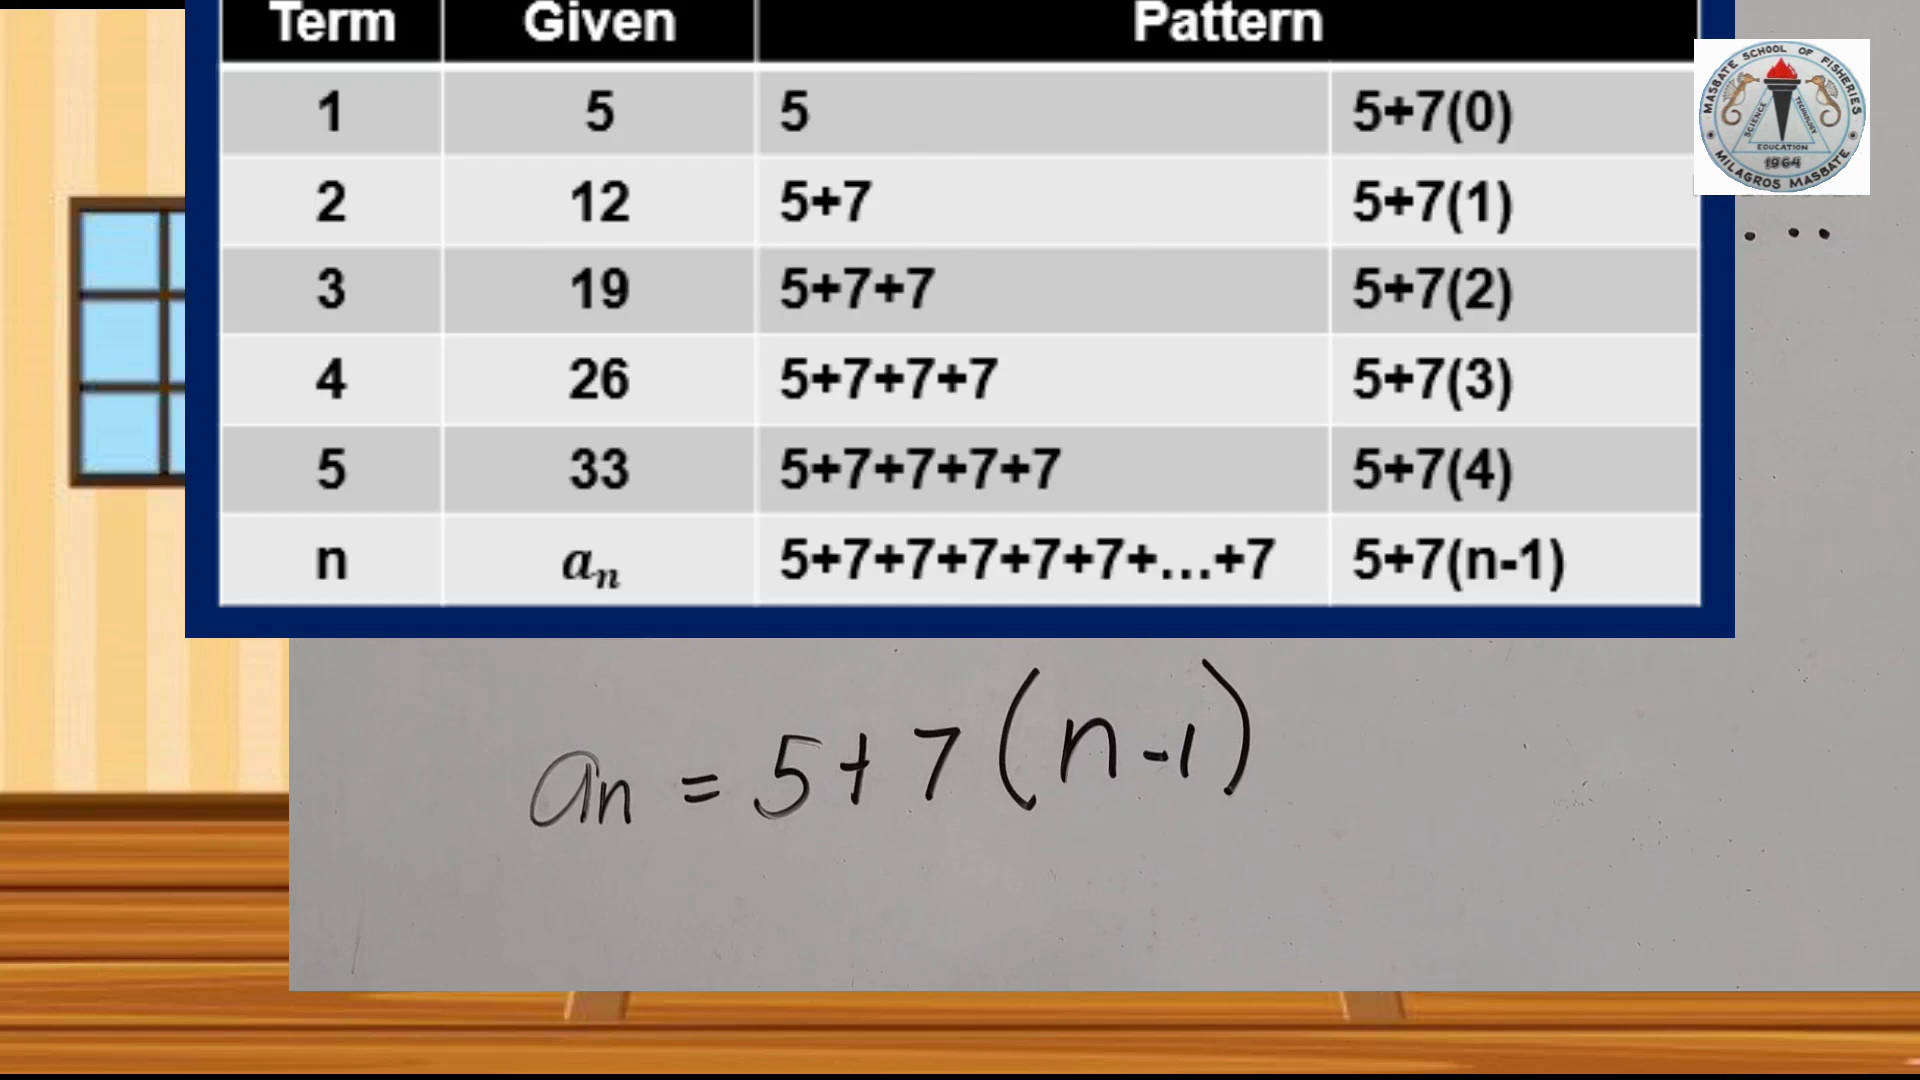 Term Given Pattern
1 5 5 5+7(0)
2 12 5+7 5+7(1)
3 19 5+7+7 5+7(2)
4 26 5+7+7+7 5+7(3)
5 33 5+7+7+7+7 5+7(4)
n aₙ 5+7+7+7+7+7+...+7 5+7(n-1)
MASBATE SCHOOL OF FISHERIES
SCIENCE
TECHNOLOGY
EDUCATION
1964
MILAGROS MASBATE
...
an = 5+7(n-1)